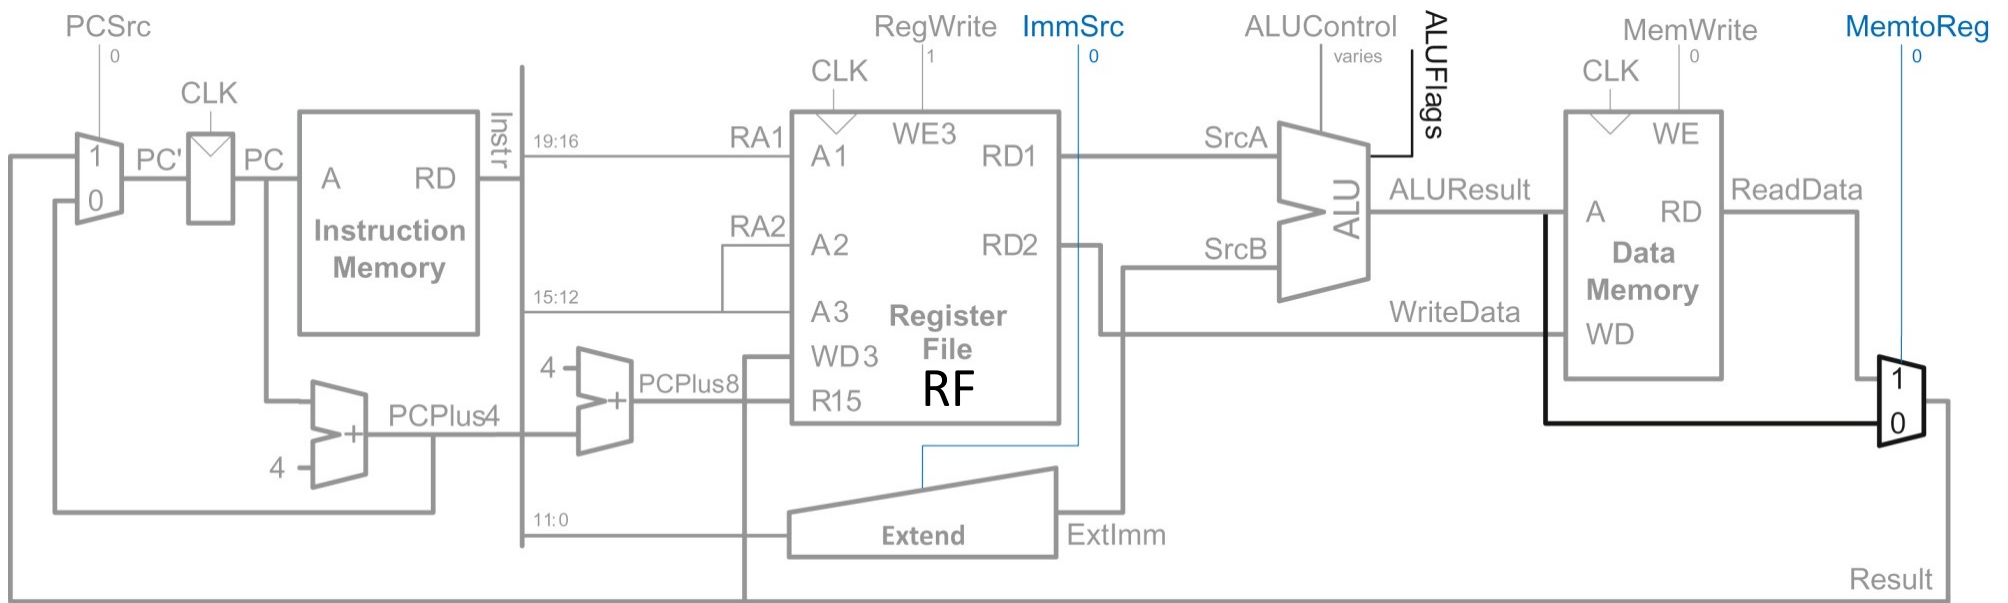 PCSrc
0
CLK
1
0
PC'
PC
A
RD
Instruction
Memory
Instr
4
+
PCPlus4
19:16
15:12
11:0
4
+
PCPlus8
RegWrite
1
ImmSrc
0
CLK
RA1
RA2
A1
A2
A3
WD3
R15
WE3
RD1
RD2
Register
File
RF
Extend
ExtImm
ALUControl
varies
ALUFlags
SrcA
SrcB
ALU
ALUResult
WriteData
MemWrite
0
CLK
WE
A
RD
Data
Memory
WD
ReadData
MemtoReg
0
1
0
Result